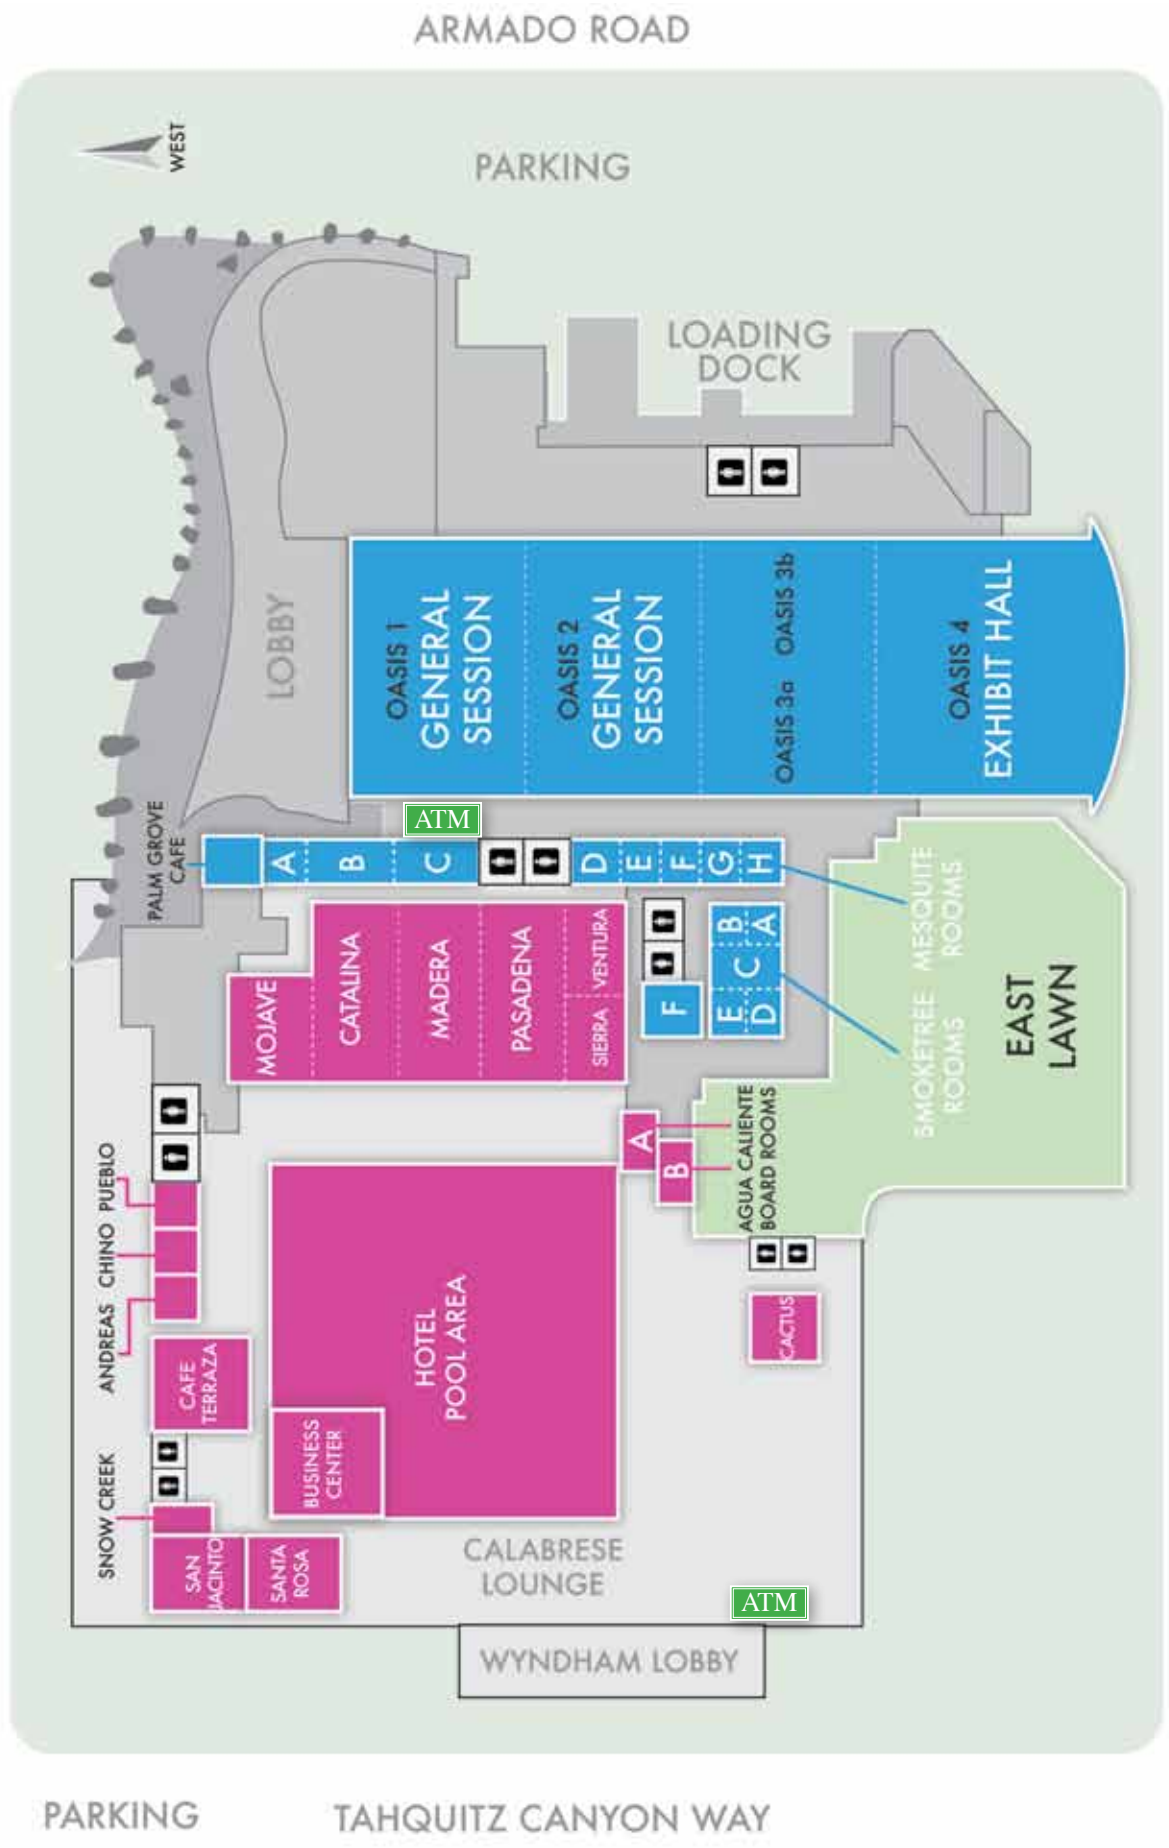 ARMADO ROAD
WEST
PARKING
LOADING
DOCK
LOBBY
OASIS 1
GENERAL
SESSION
OASIS 2
GENERAL
SESSION
OASIS 3a OASIS 3b
OASIS 4
EXHIBIT HALL
PALM GROVE
CAFE
ATM
A
B
C
D
E
F
G
H
MESQUITE
ROOMS
MOJAVE
CATALINA
MADERA
PASADENA
SIERRA
VENTURA
F
A
B
C
D
E
SMOKETREE
ROOMS
EAST
LAWN
A
B
AGUA CALIENTE
BOARD ROOMS
PUEBLO
CHINO
ANDREAS
CAFE
TERRAZA
HOTEL
POOL AREA
BUSINESS
CENTER
CACTUS
SNOW CREEK
SAN
JACINTO
SANTA
ROSA
CALABRESE
LOUNGE
ATM
WYNDHAM LOBBY
PARKING
TAHQUITZ CANYON WAY